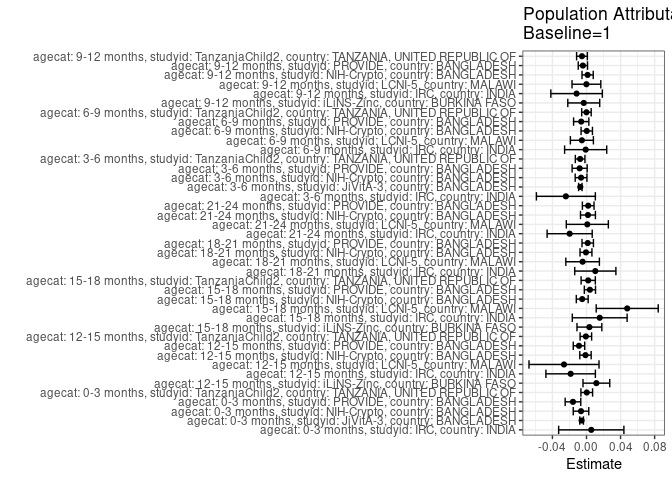 Population Attributa
Baseline=1
agecat: 9-12 months, studyid: TanzaniaChild2, country: TANZANIA, UNITED REPUBLIC OF
agecat: 9-12 months, studyid: PROVIDE, country: BANGLADESH
agecat: 9-12 months, studyid: NIH-Crypto, country: BANGLADESH
agecat: 9-12 months, studyid: LCNI-5, country: MALAWI
agecat: 9-12 months, studyid: IRC, country: INDIA
agecat: 9-12 months, studyid: iLiNS-Zinc, country: BURKINA FASO
agecat: 6-9 months, studyid: TanzaniaChild2, country: TANZANIA, UNITED REPUBLIC OF
agecat: 6-9 months, studyid: PROVIDE, country: BANGLADESH
agecat: 6-9 months, studyid: NIH-Crypto, country: BANGLADESH
agecat: 6-9 months, studyid: LCNI-5, country: MALAWI
agecat: 6-9 months, studyid: IRC, country: INDIA
agecat: 3-6 months, studyid: TanzaniaChild2, country: TANZANIA, UNITED REPUBLIC OF
agecat: 3-6 months, studyid: PROVIDE, country: BANGLADESH
agecat: 3-6 months, studyid: NIH-Crypto, country: BANGLADESH
agecat: 3-6 months, studyid: JiVitA-3, country: BANGLADESH
agecat: 3-6 months, studyid: IRC, country: INDIA
agecat: 21-24 months, studyid: PROVIDE, country: BANGLADESH
agecat: 21-24 months, studyid: NIH-Crypto, country: BANGLADESH
agecat: 21-24 months, studyid: LCNI-5, country: MALAWI
agecat: 21-24 months, studyid: IRC, country: INDIA
agecat: 18-21 months, studyid: PROVIDE, country: BANGLADESH
agecat: 18-21 months, studyid: NIH-Crypto, country: BANGLADESH
agecat: 18-21 months, studyid: LCNI-5, country: MALAWI
agecat: 18-21 months, studyid: IRC, country: INDIA
agecat: 15-18 months, studyid: TanzaniaChild2, country: TANZANIA, UNITED REPUBLIC OF
agecat: 15-18 months, studyid: PROVIDE, country: BANGLADESH
agecat: 15-18 months, studyid: NIH-Crypto, country: BANGLADESH
agecat: 15-18 months, studyid: LCNI-5, country: MALAWI
agecat: 15-18 months, studyid: IRC, country: INDIA
agecat: 15-18 months, studyid: iLiNS-Zinc, country: BURKINA FASO
agecat: 12-15 months, studyid: TanzaniaChild2, country: TANZANIA, UNITED REPUBLIC OF
agecat: 12-15 months, studyid: PROVIDE, country: BANGLADESH
agecat: 12-15 months, studyid: NIH-Crypto, country: BANGLADESH
agecat: 12-15 months, studyid: LCNI-5, country: MALAWI
agecat: 12-15 months, studyid: IRC, country: INDIA
agecat: 12-15 months, studyid: iLiNS-Zinc, country: BURKINA FASO
agecat: 0-3 months, studyid: TanzaniaChild2, country: TANZANIA, UNITED REPUBLIC OF
agecat: 0-3 months, studyid: PROVIDE, country: BANGLADESH
agecat: 0-3 months, studyid: NIH-Crypto, country: BANGLADESH
agecat: 0-3 months, studyid: JiVitA-3, country: BANGLADESH
agecat: 0-3 months, studyid: IRC, country: INDIA
-0.04 0.00 0.04 0.08
Estimate